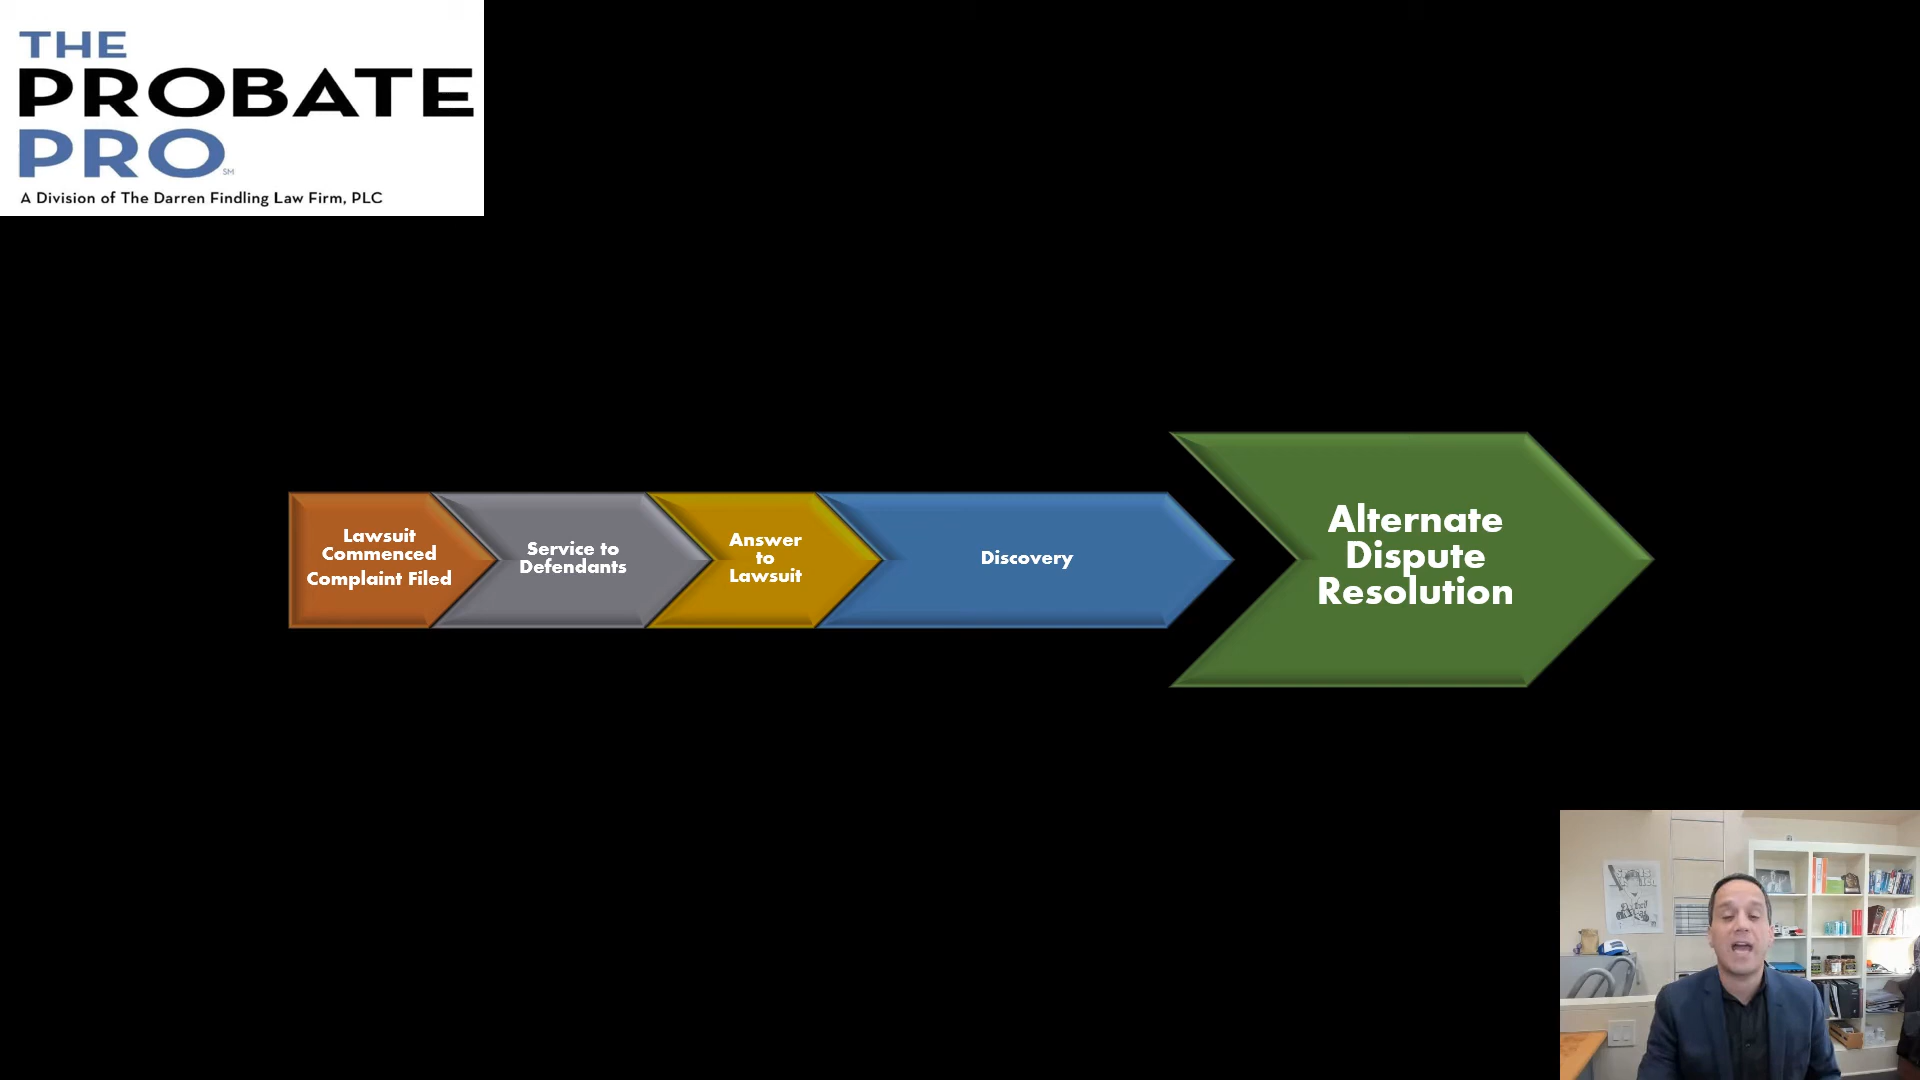 THE
PROBATE
PRO
SM
A Division of The Darren Findling Law Firm, PLC
Lawsuit
Commenced
Complaint Filed
Service to
Defendants
Answer
to
Lawsuit
Discovery
Alternate
Dispute
Resolution